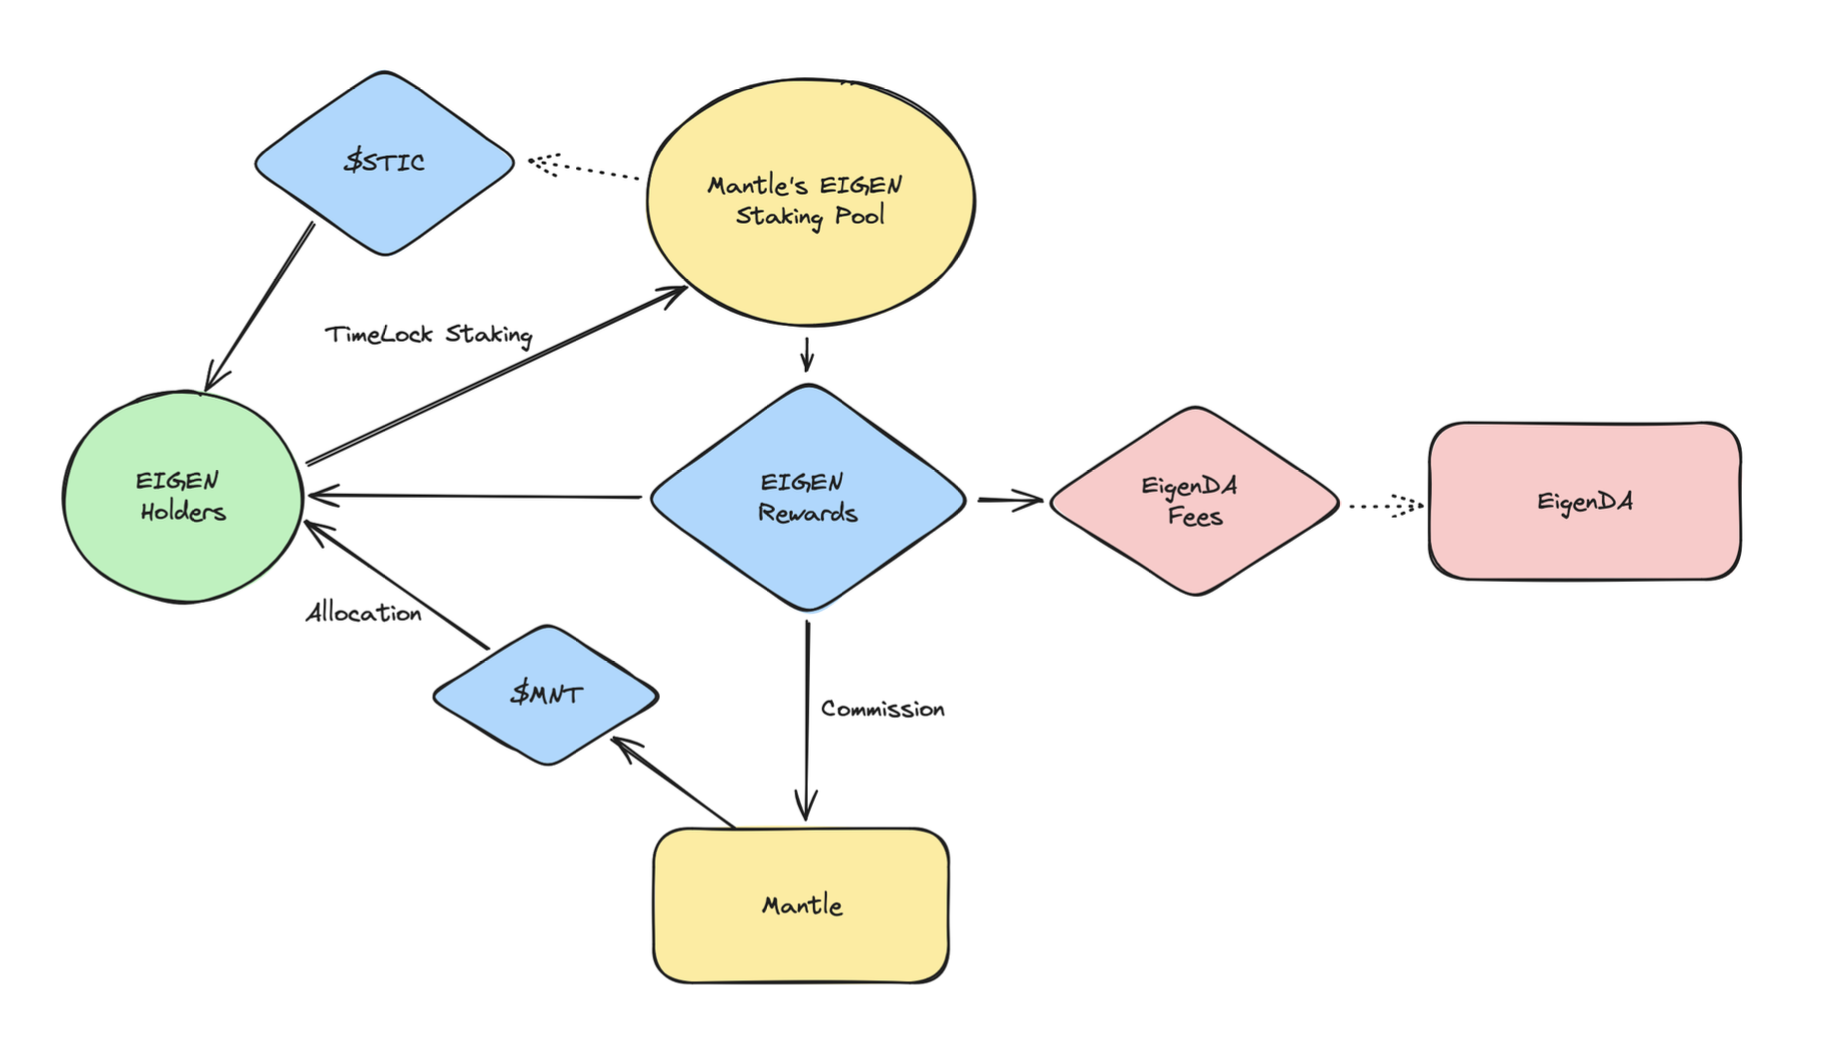 $STIC
Mantle's EIGEN
Staking Pool
TimeLock Staking
EIGEN
Holders
EIGEN
Rewards
EigenDA
Fees
EigenDA
Allocation
$MNT
Commission
Mantle